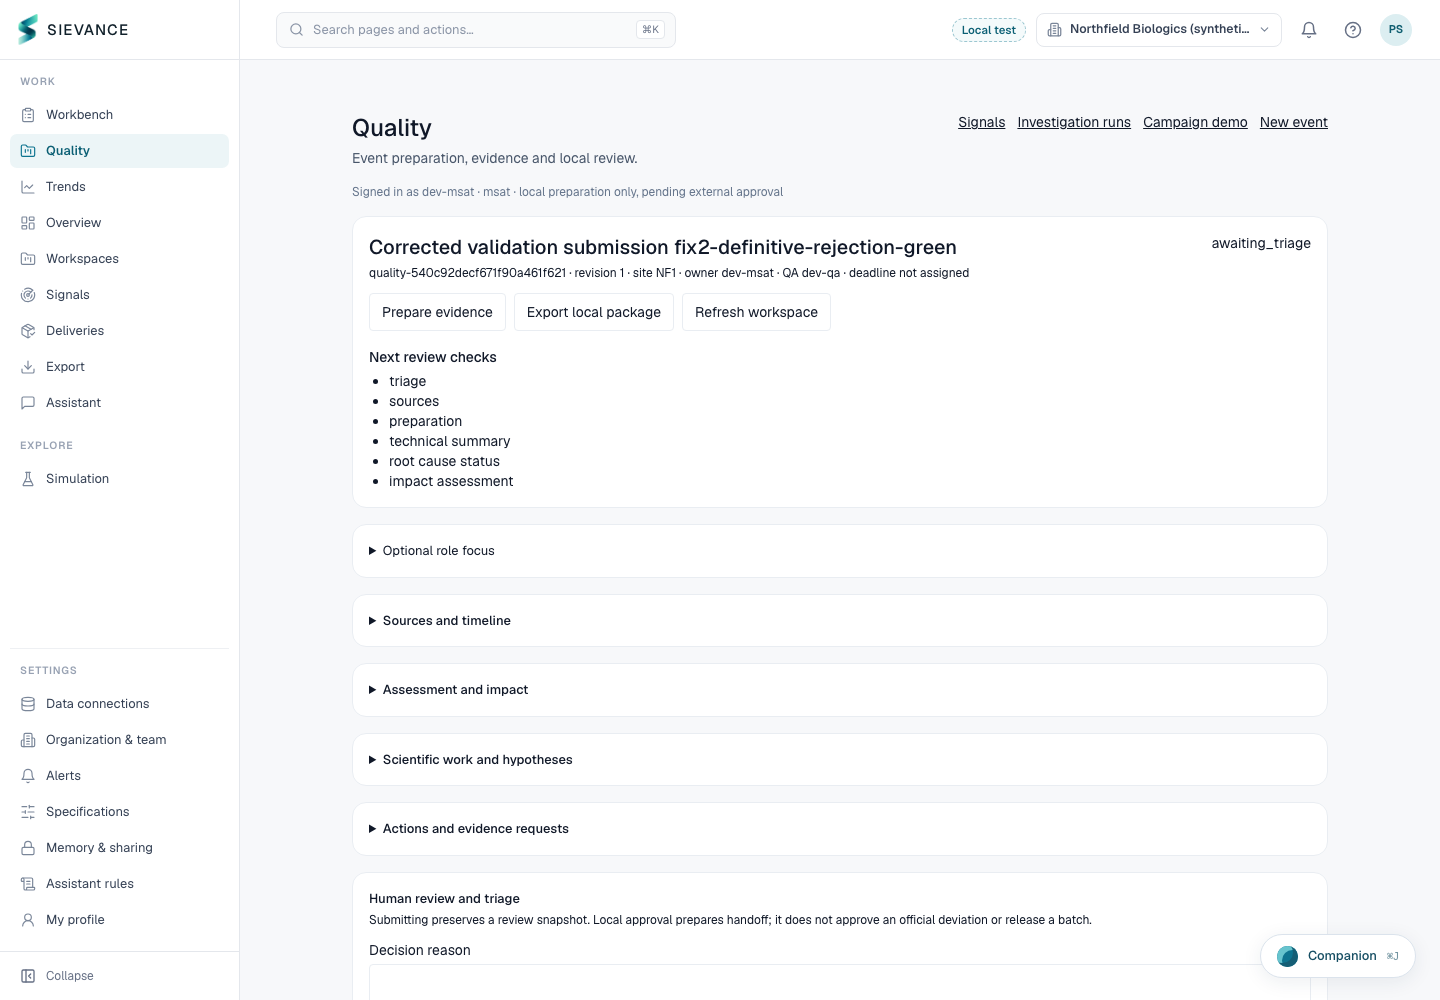 SIEVANCE
Search pages and actions...
⌘K
Local test
Northfield Biologics (syntheti...
PS
WORK
Workbench
Quality
Trends
Overview
Workspaces
Signals
Deliveries
Export
Assistant
EXPLORE
Simulation
SETTINGS
Data connections
Organization & team
Alerts
Specifications
Memory & sharing
Assistant rules
My profile
Collapse
Quality
Signals Investigation runs Campaign demo New event
Event preparation, evidence and local review.
Signed in as dev-msat · msat · local preparation only, pending external approval
Corrected validation submission fix2-definitive-rejection-green
awaiting_triage
quality-540c92decf671f90a461f621 · revision 1 · site NF1 · owner dev-msat · QA dev-qa · deadline not assigned
Prepare evidence Export local package Refresh workspace
Next review checks
• triage
• sources
• preparation
• technical summary
• root cause status
• impact assessment
Optional role focus
Sources and timeline
Assessment and impact
Scientific work and hypotheses
Actions and evidence requests
Human review and triage
Submitting preserves a review snapshot. Local approval prepares handoff; it does not approve an official deviation or release a batch.
Decision reason
Companion ⌘J